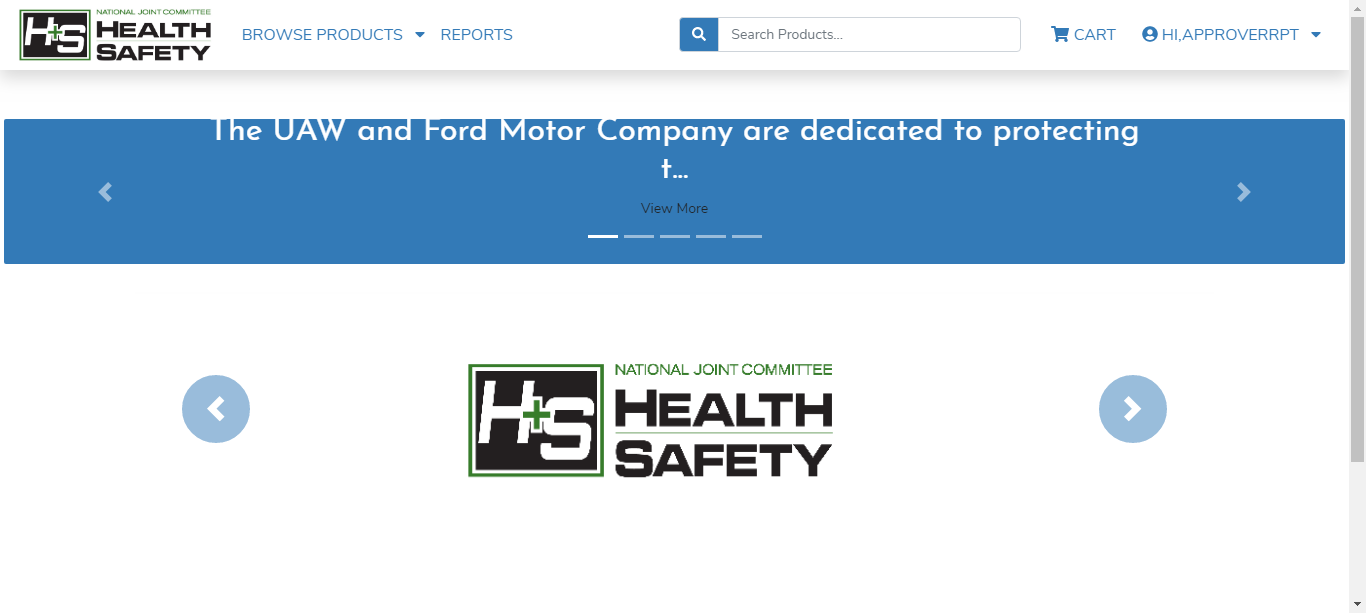 H+S NATIONAL JOINT COMMITTEE
HEALTH
SAFETY
BROWSE PRODUCTS
REPORTS
Search Products...
CART
HI,APPROVERRPT
The UAW and Ford Motor Company are dedicated to protecting
t...
View More
NATIONAL JOINT COMMITTEE
H+S HEALTH
SAFETY